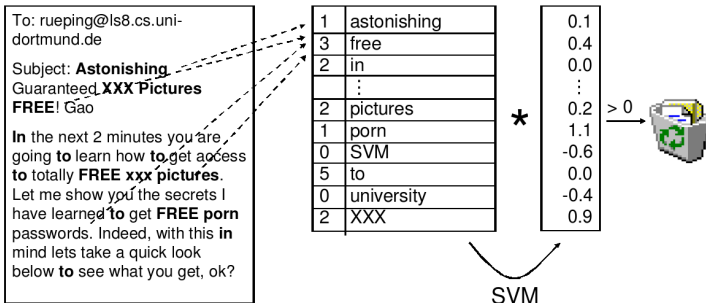 To: rueping@ls8.cs.uni-
dortmund.de
Subject: Astonishing
Guaranteed XXX Pictures
FREE! Gao
In the next 2 minutes you are
going to learn how to get access
to totally FREE xxx pictures.
Let me show you the secrets I
have learned to get FREE porn
passwords. Indeed, with this in
mind lets take a quick look
below to see what you get, ok?
1 astonishing
3 free
2 in
⋮
2 pictures
1 porn
0 SVM
5 to
0 university
2 XXX
*
0.1
0.4
0.0
⋮
0.2
1.1
-0.6
0.0
-0.4
0.9
> 0
SVM